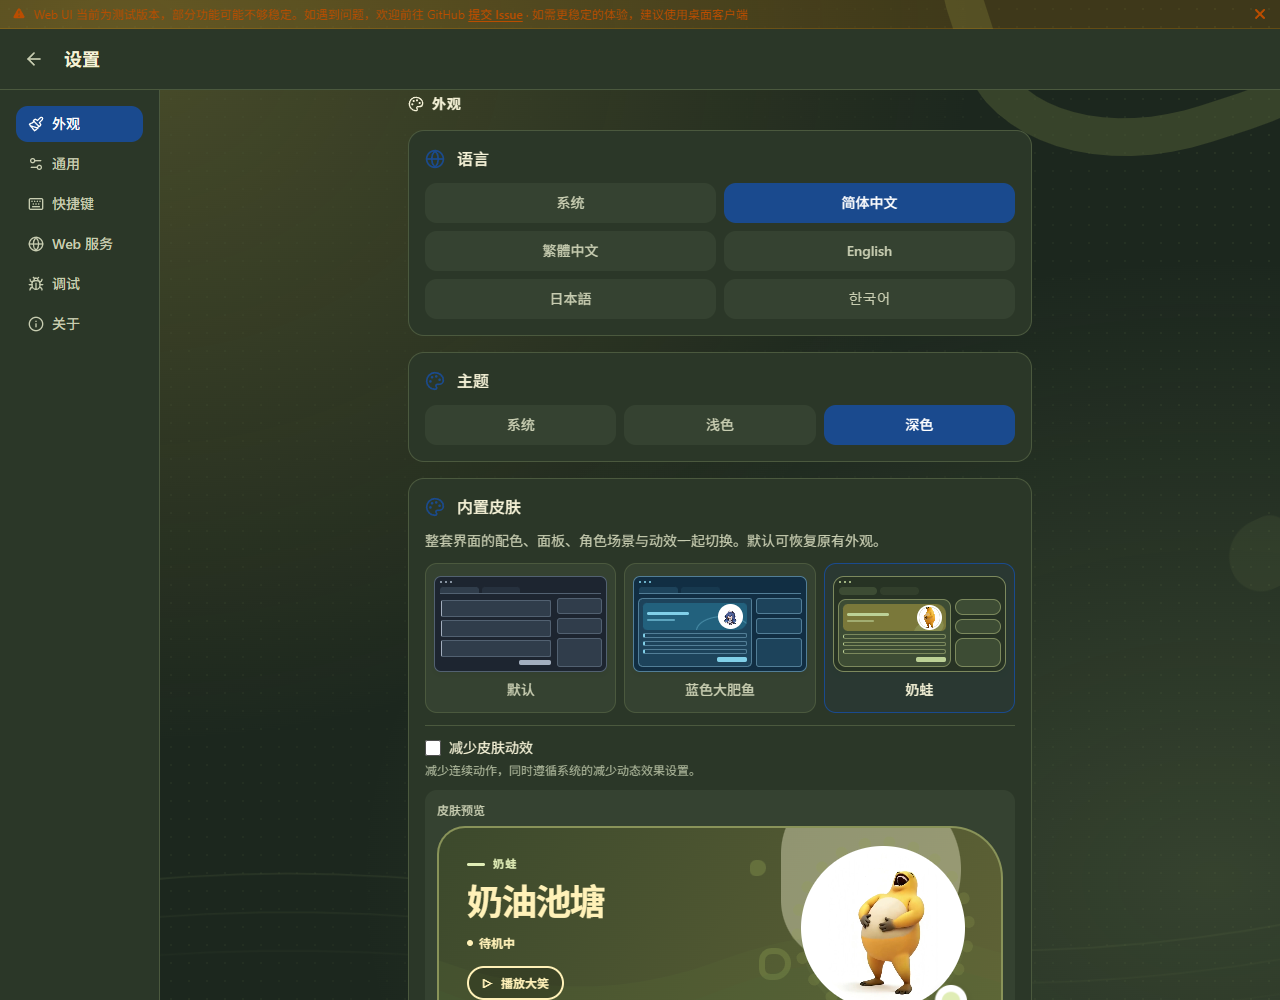 Web UI 当前为测试版本，部分功能可能不够稳定，如遇到问题，欢迎前往 GitHub 提交 Issue · 如需更稳定的体验，建议使用桌面客户端
设置
外观
通用
快捷键
Web 服务
调试
关于
外观
语言
系统
简体中文
繁體中文
English
日本語
한국어
主题
系统
浅色
深色
内置皮肤
整套界面的配色、面板、角色场景与动效一起切换。默认可恢复原有外观。
默认
蓝色大肥鱼
奶蛙
减少皮肤动效
减少连续动作，同时遵循系统的减少动态效果设置。
皮肤预览
奶蛙
奶油池塘
待机中
播放大笑